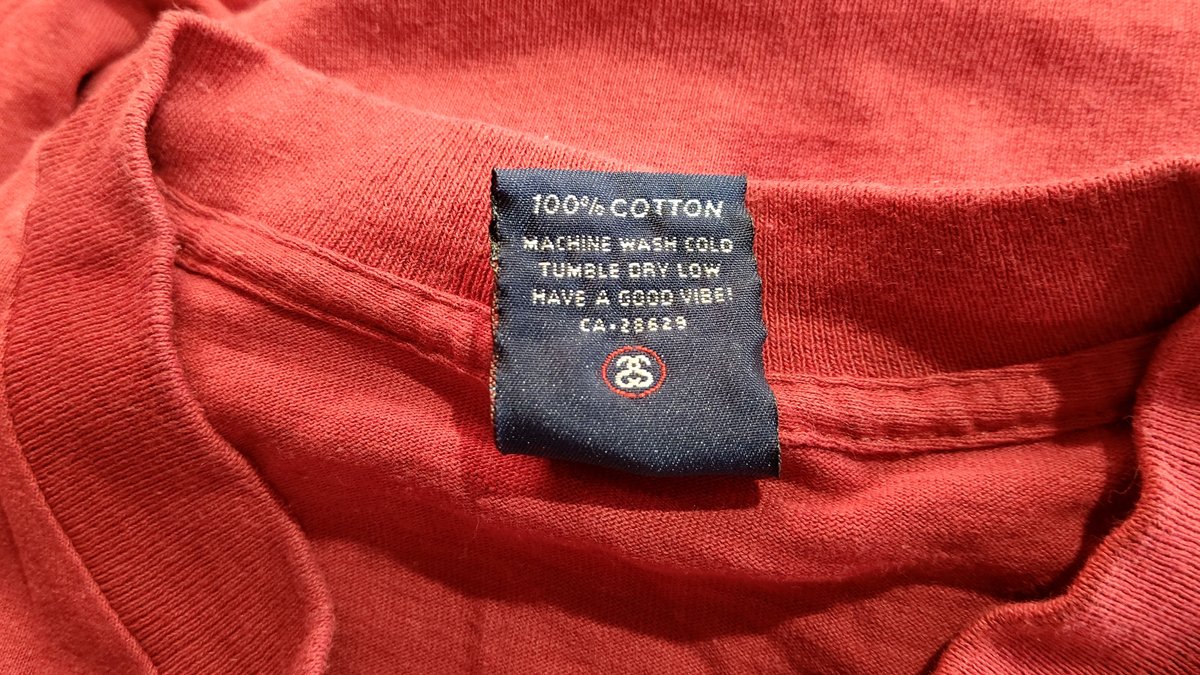 100% COTTON
MACHINE WASH COLD
TUMBLE DRY LOW
HAVE A GOOD VIBE!
CA-28629